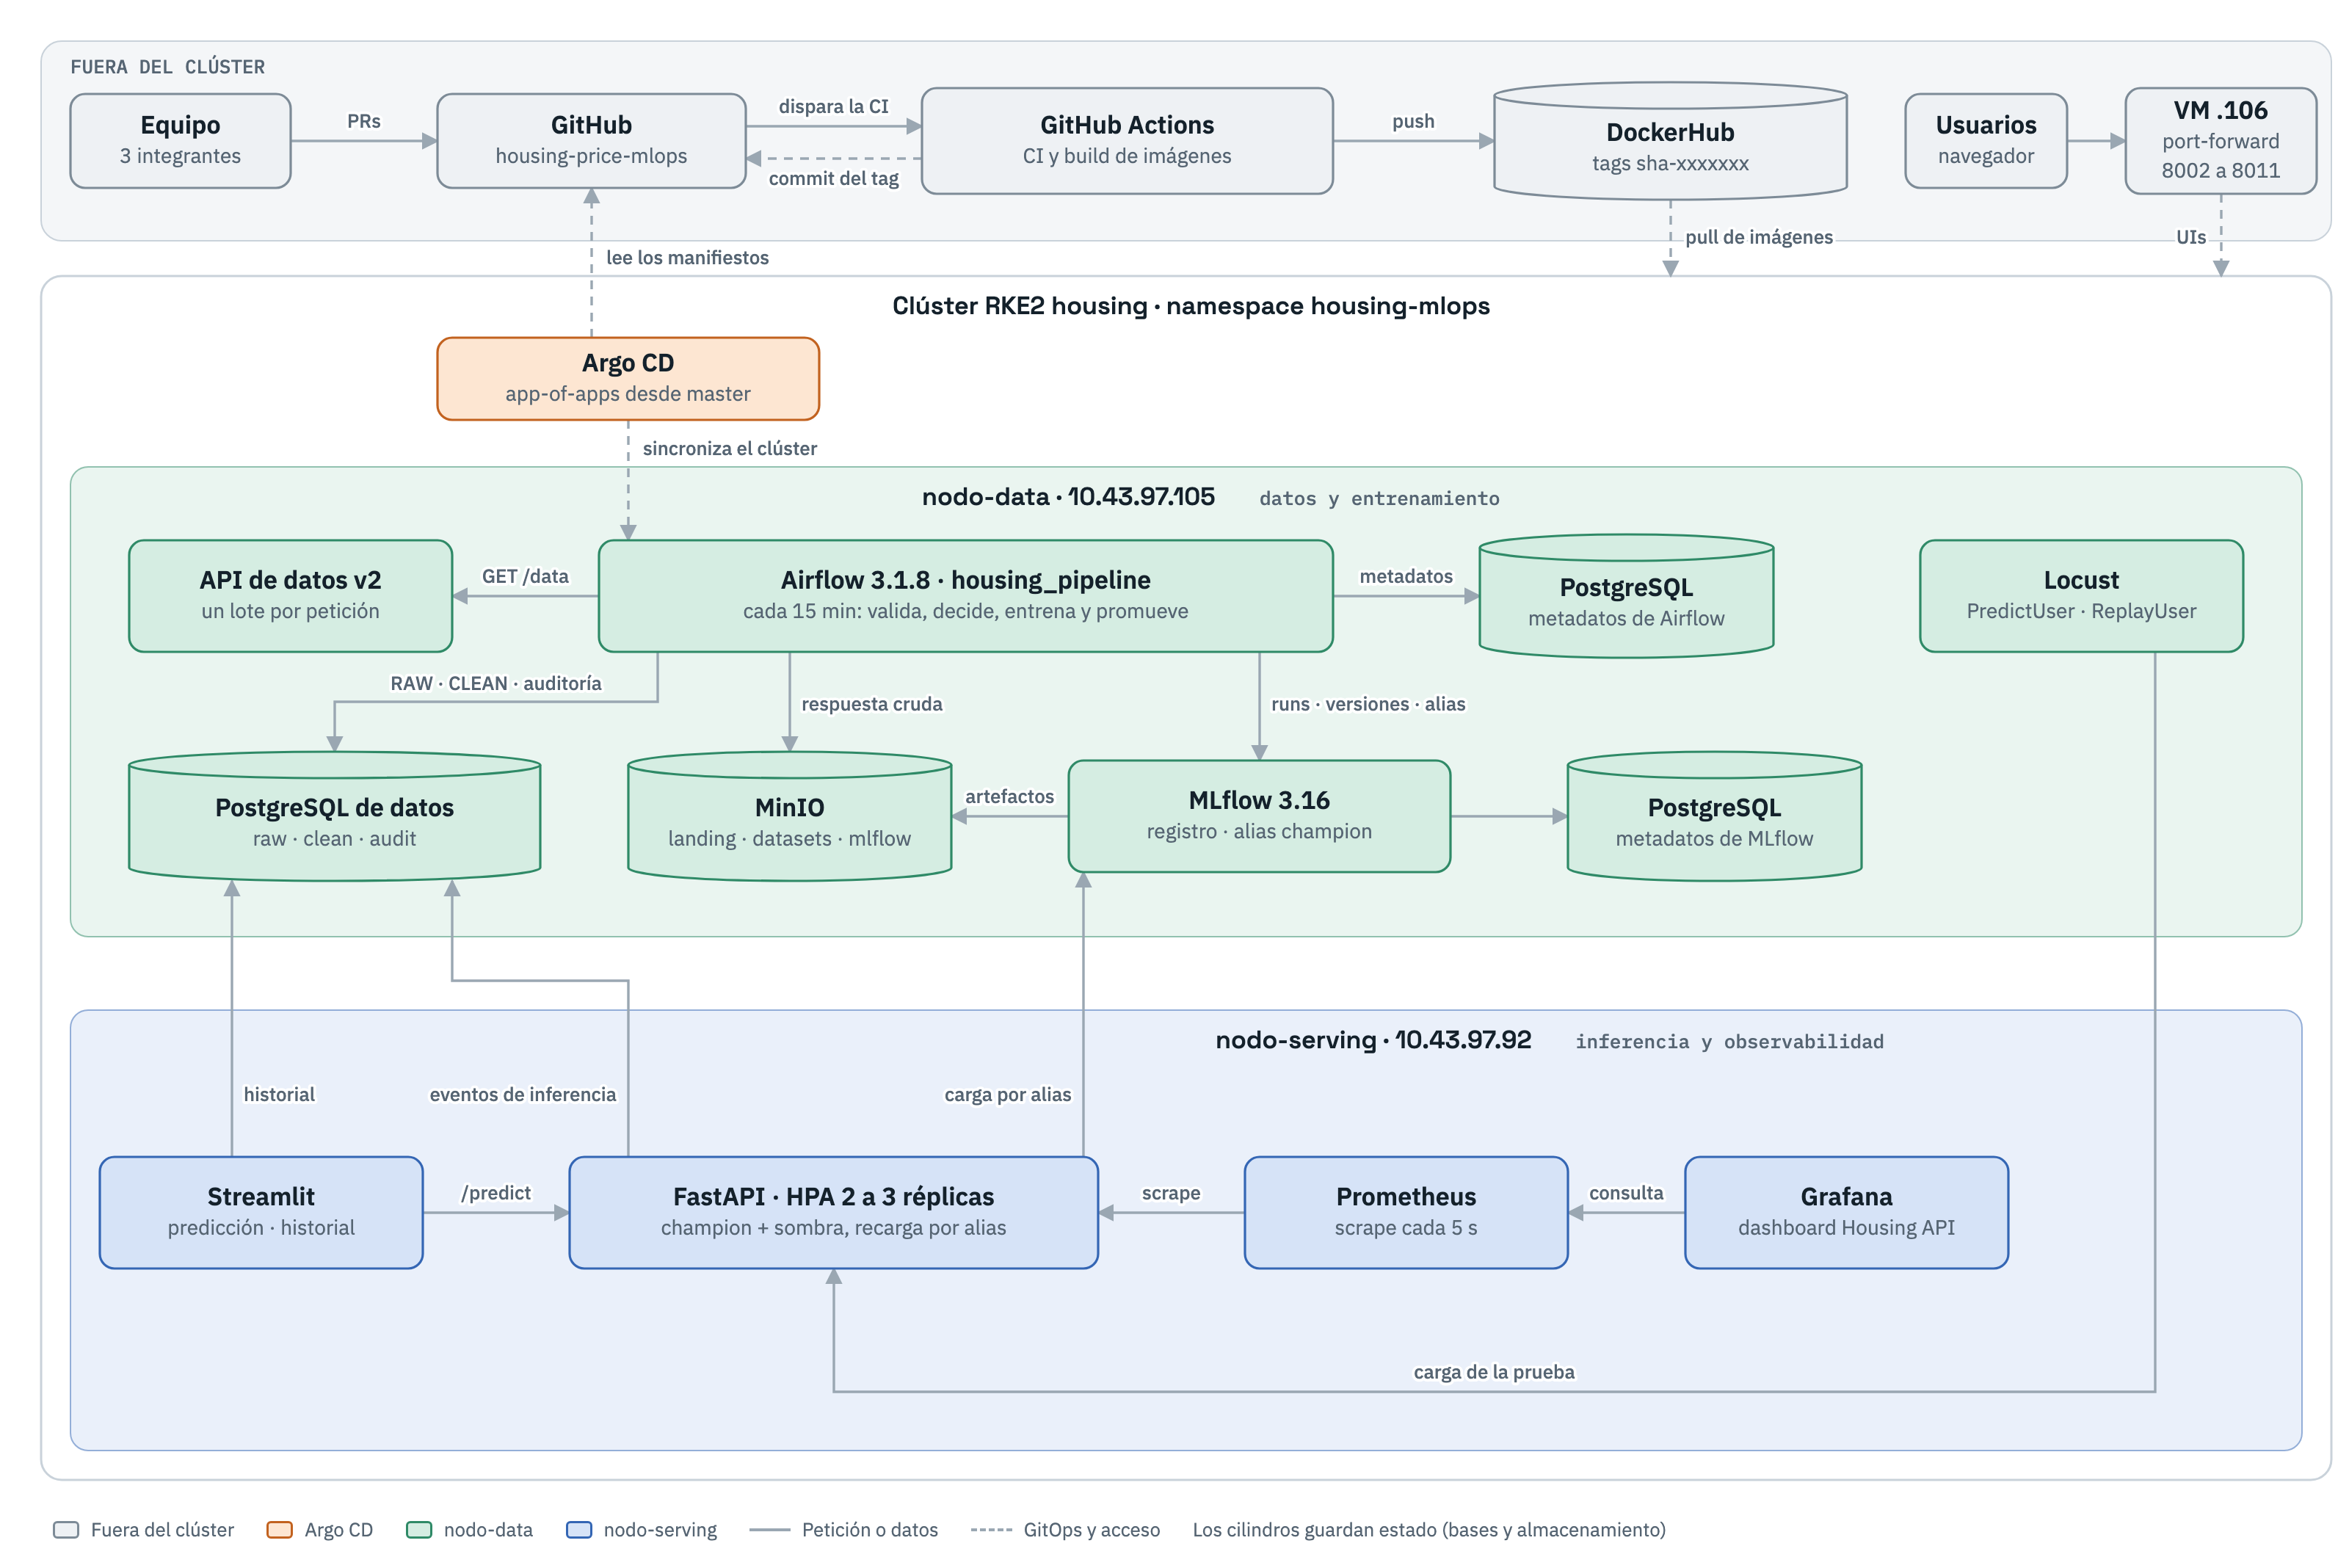 FUERA DEL CLÚSTER
Equipo
3 integrantes
PRs
GitHub
housing-price-mlops
dispara la CI
commit del tag
GitHub Actions
CI y build de imágenes
push
DockerHub
tags sha-xxxxxxx
Usuarios
navegador
VM .106
port-forward
8002 a 8011
lee los manifiestos
pull de imágenes
UIs
Clúster RKE2 housing · namespace housing-mlops
Argo CD
app-of-apps desde master
sincroniza el clúster
nodo-data · 10.43.97.105 datos y entrenamiento
API de datos v2
un lote por petición
GET /data
Airflow 3.1.8 · housing_pipeline
cada 15 min: valida, decide, entrena y promueve
metadatos
PostgreSQL
metadatos de Airflow
Locust
PredictUser · ReplayUser
RAW · CLEAN · auditoría
respuesta cruda
runs · versiones · alias
PostgreSQL de datos
raw · clean · audit
MinIO
landing · datasets · mlflow
artefactos
MLflow 3.16
registro · alias champion
PostgreSQL
metadatos de MLflow
nodo-serving · 10.43.97.92 inferencia y observabilidad
historial
eventos de inferencia
carga por alias
Streamlit
predicción · historial
/predict
FastAPI · HPA 2 a 3 réplicas
champion + sombra, recarga por alias
scrape
Prometheus
scrape cada 5 s
consulta
Grafana
dashboard Housing API
carga de la prueba
Fuera del clúster
Argo CD
nodo-data
nodo-serving
Petición o datos
GitOps y acceso
Los cilindros guardan estado (bases y almacenamiento)